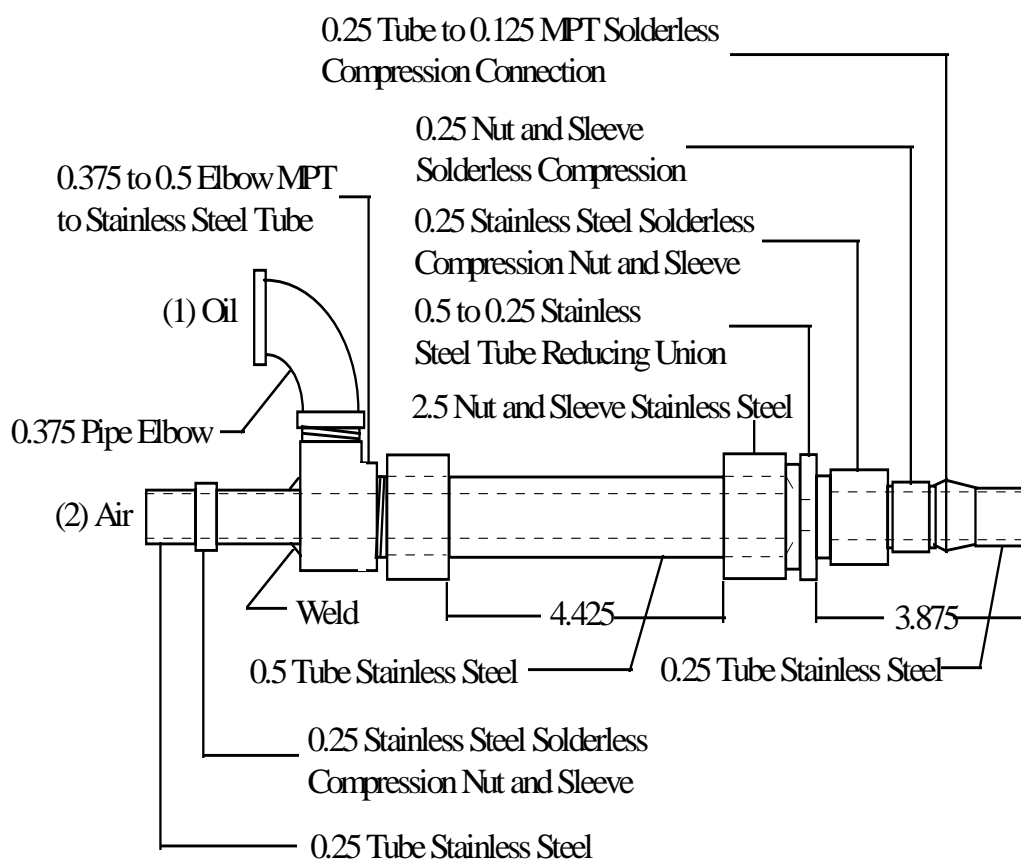 0.25 Tube to 0.125 MPT Solderless
Compression Connection
0.25 Nut and Sleeve
Solderless Compression
0.375 to 0.5 Elbow MPT
to Stainless Steel Tube
0.25 Stainless Steel Solderless
Compression Nut and Sleeve
(1) Oil
0.5 to 0.25 Stainless
Steel Tube Reducing Union
2.5 Nut and Sleeve Stainless Steel
0.375 Pipe Elbow
(2) Air
Weld
4.425
3.875
0.5 Tube Stainless Steel
0.25 Tube Stainless Steel
0.25 Stainless Steel Solderless
Compression Nut and Sleeve
0.25 Tube Stainless Steel